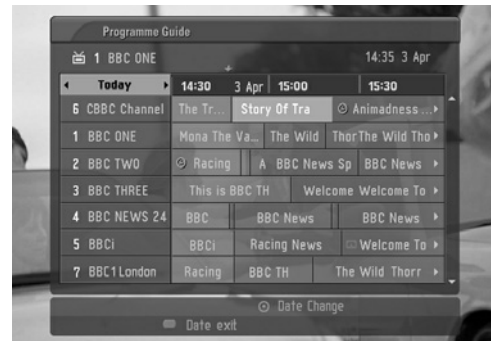 Programme Guide
1 BBC ONE 14:35 3 Apr
Today 14:30 3 Apr 15:00 15:30
6 CBBC Channel The Tr... Story Of Tra Animadness ...
1 BBC ONE Mona The Va... The Wild ThorThe Wild Tho
2 BBC TWO Racing A BBC News Sp BBC News
3 BBC THREE This is BBC TH Welcome Welcome To
4 BBC NEWS 24 BBC BBC News BBC News
5 BBCi BBCi Racing News Welcome To
7 BBC1 London Racing BBC TH The Wild Thorr
Date Change
Date exit